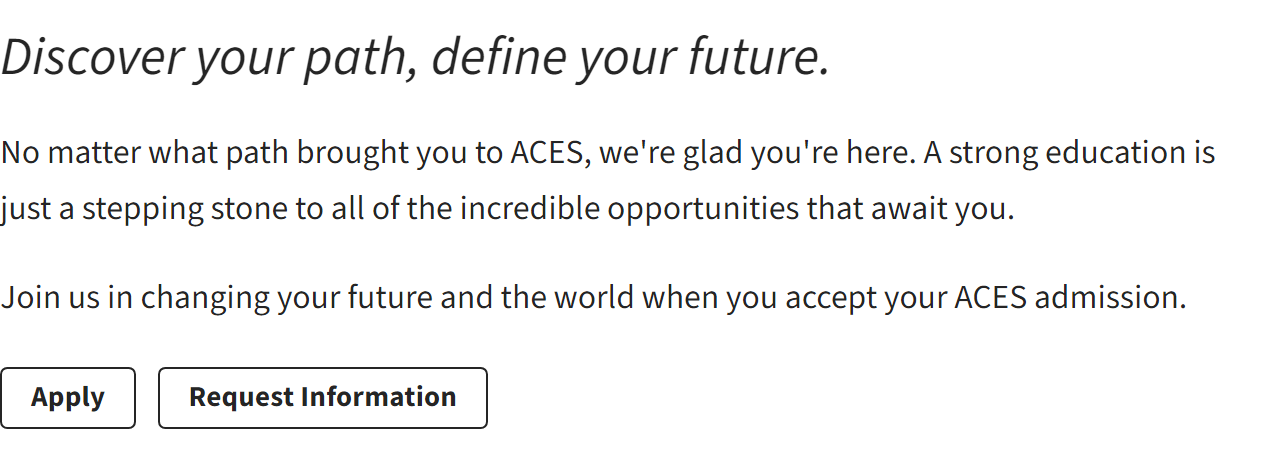 Discover your path, define your future.
No matter what path brought you to ACES, we're glad you're here. A strong education is
just a stepping stone to all of the incredible opportunities that await you.
Join us in changing your future and the world when you accept your ACES admission.
Apply
Request Information